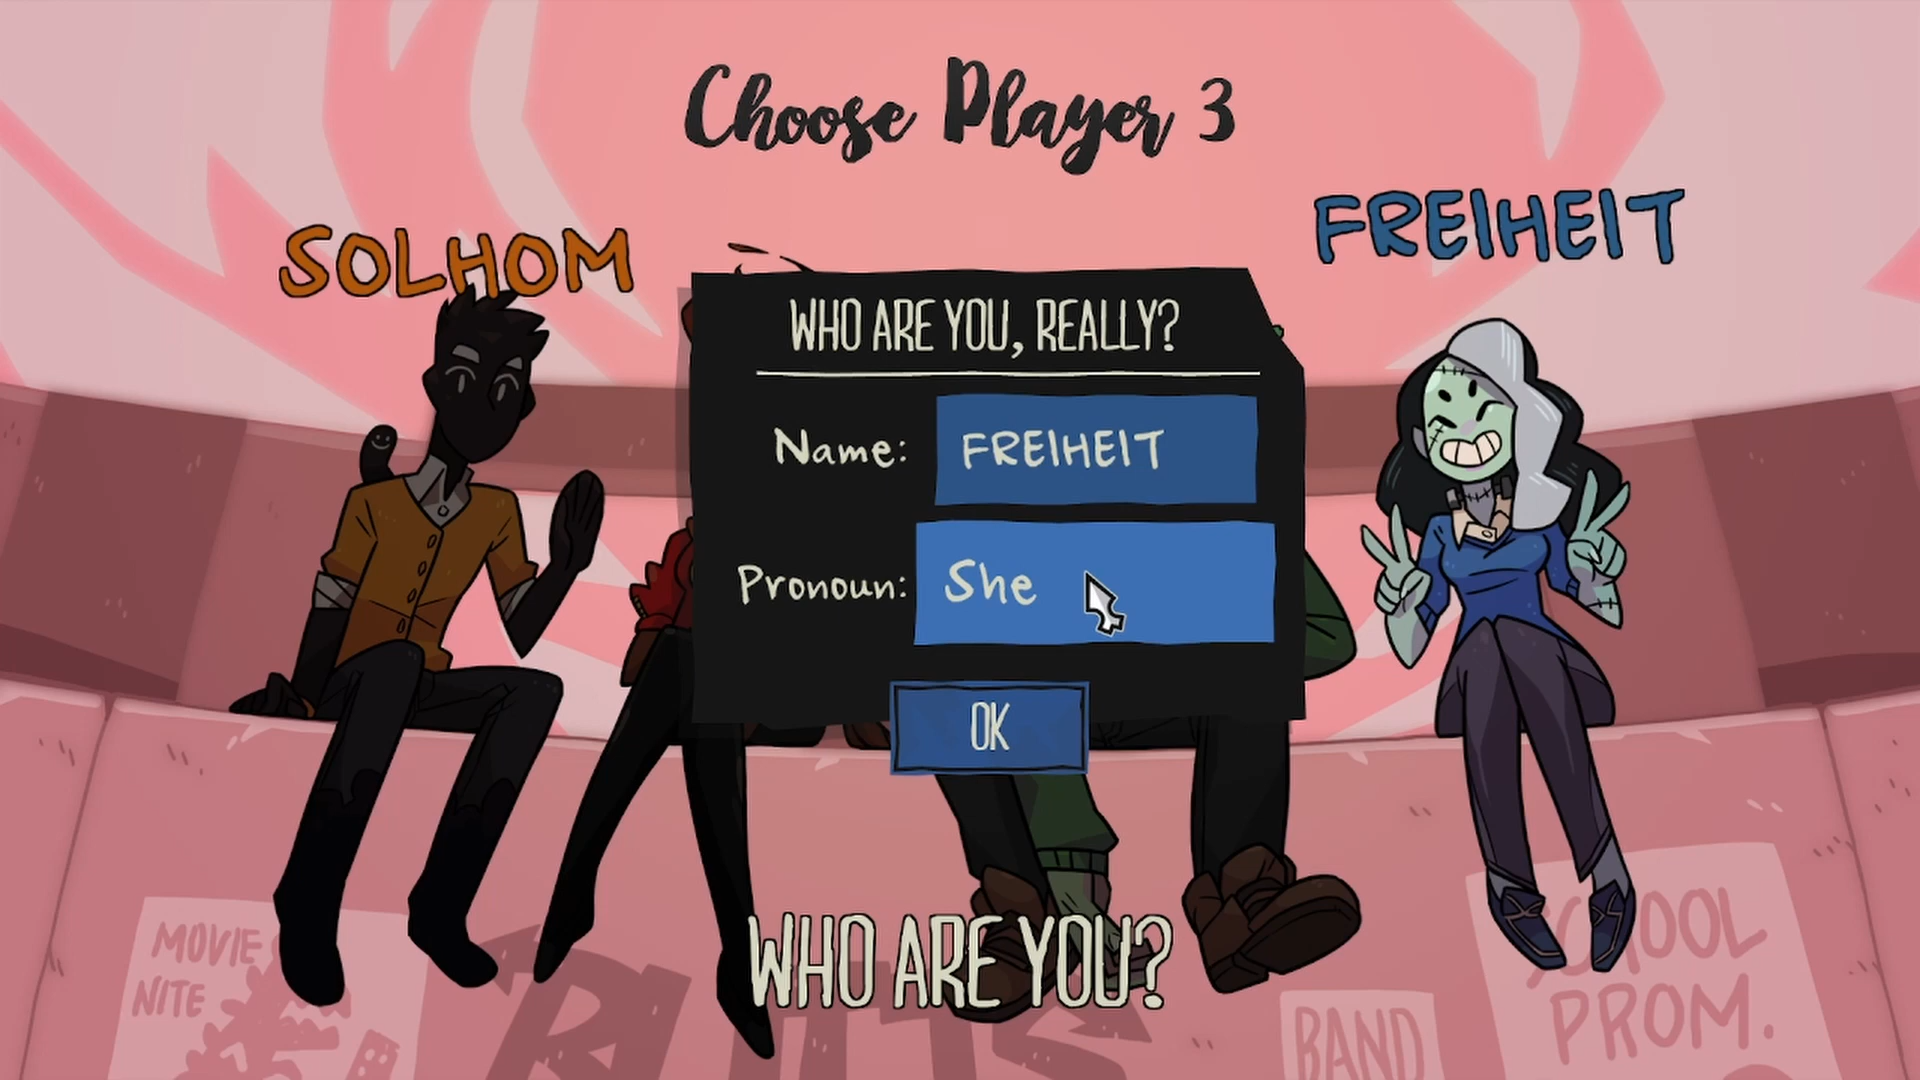 Choose Player 3
SOLHOM
FREIHEIT
WHO ARE YOU, REALLY?
Name: FREIHEIT
Pronoun: She
OK
WHO ARE YOU?
MOVIE
NITE
SCHOOL
PROM.
BAND